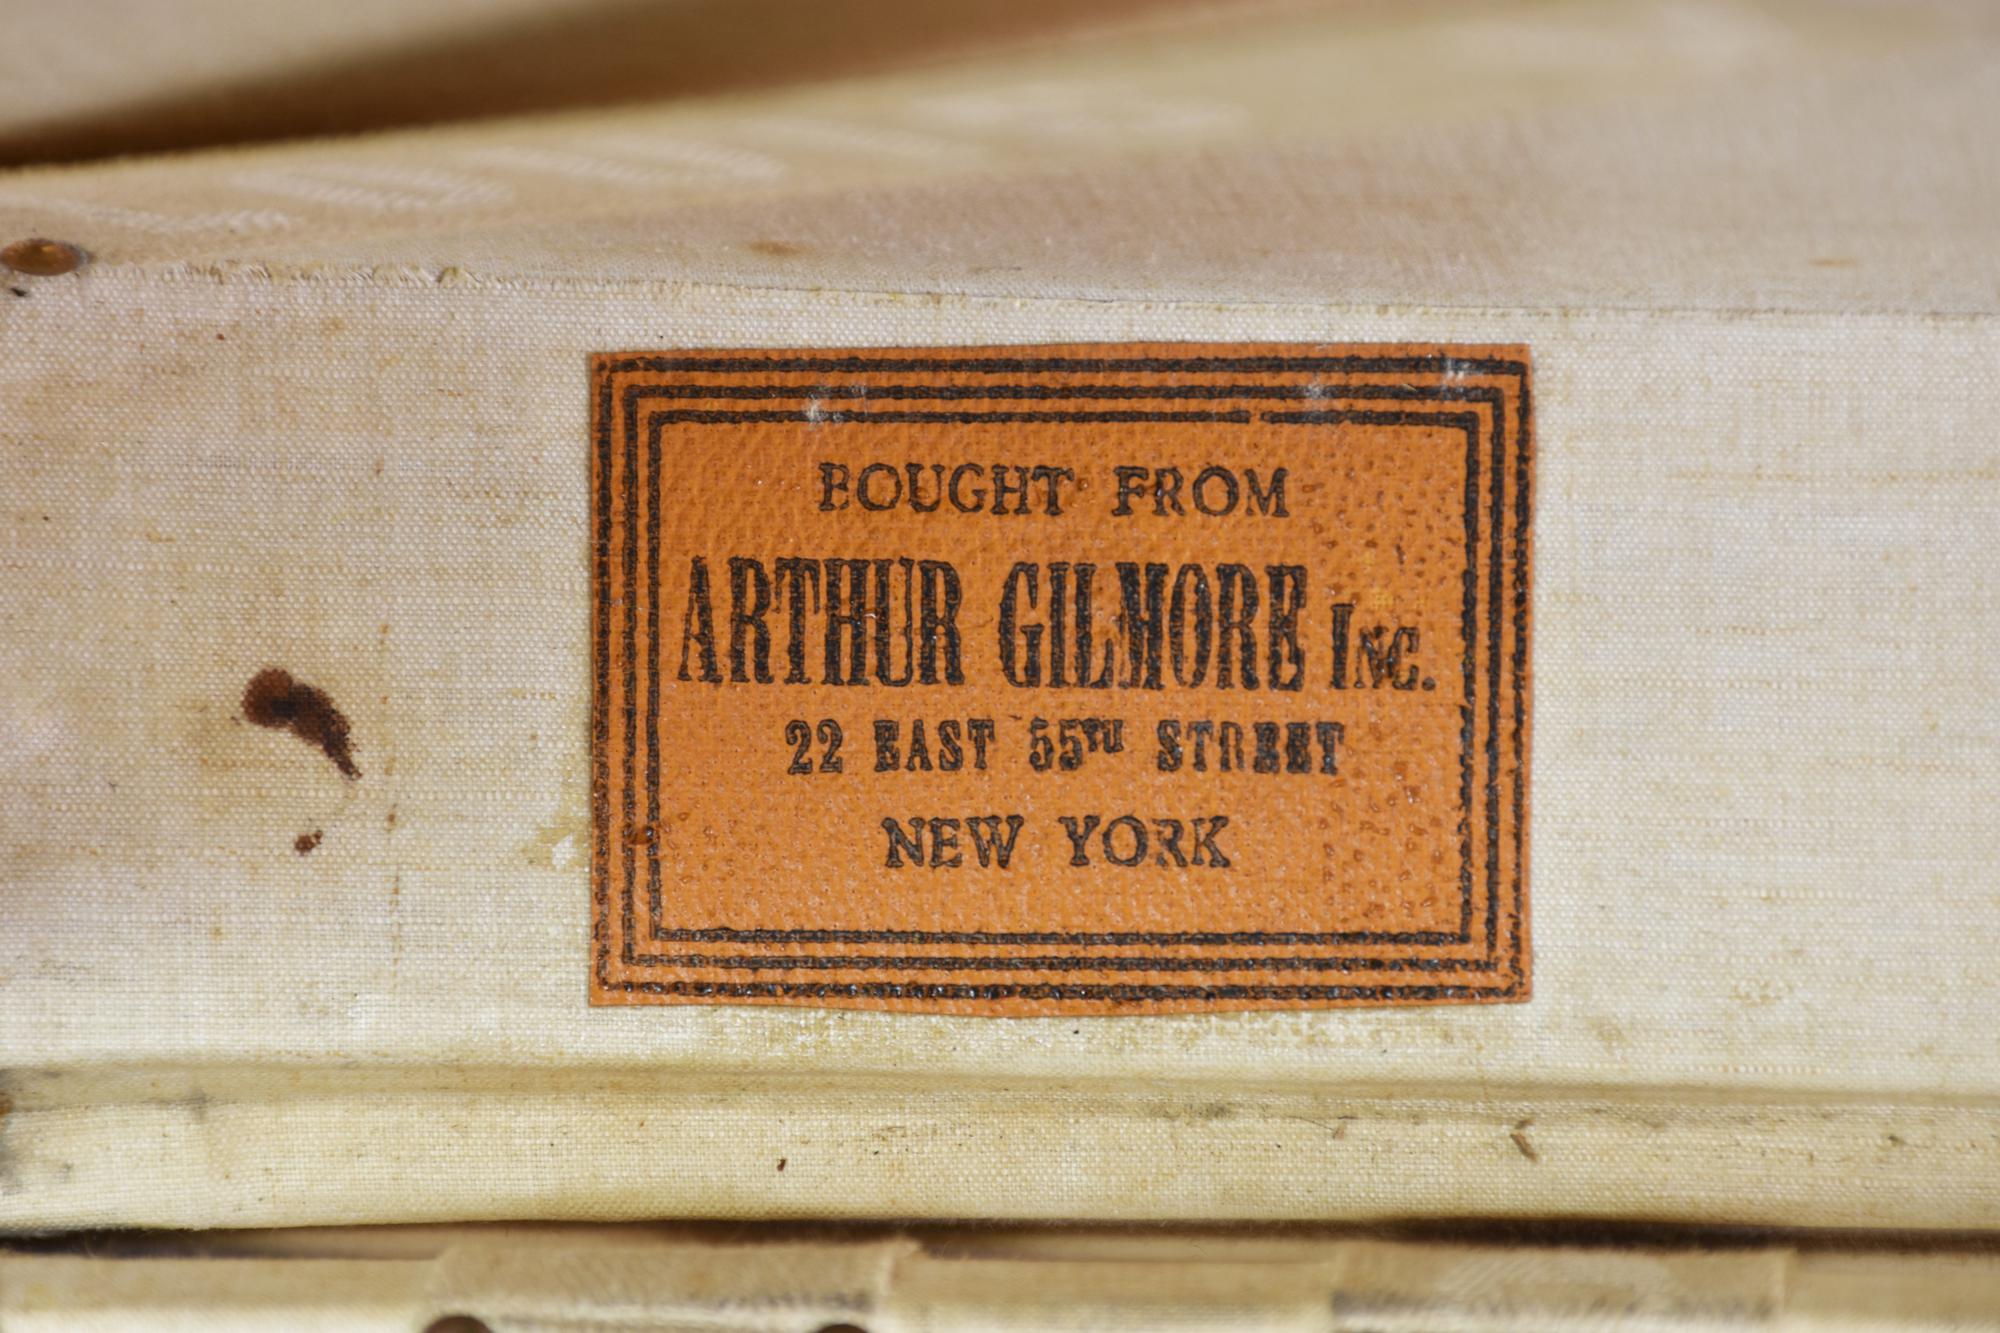 BOUGHT FROM
ARTHUR GILMORE INC.
22 EAST 55TH STREET
NEW YORK